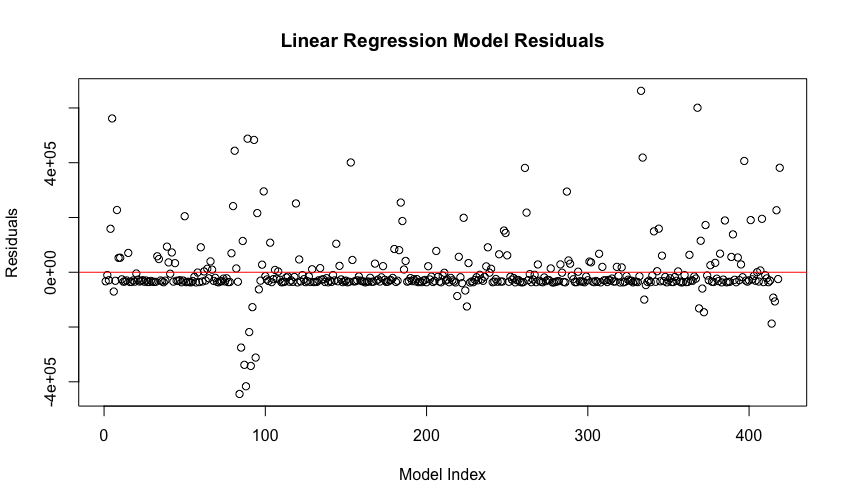 Linear Regression Model Residuals
Residuals
4e+05
0e+00
-4e+05
0 100 200 300 400
Model Index